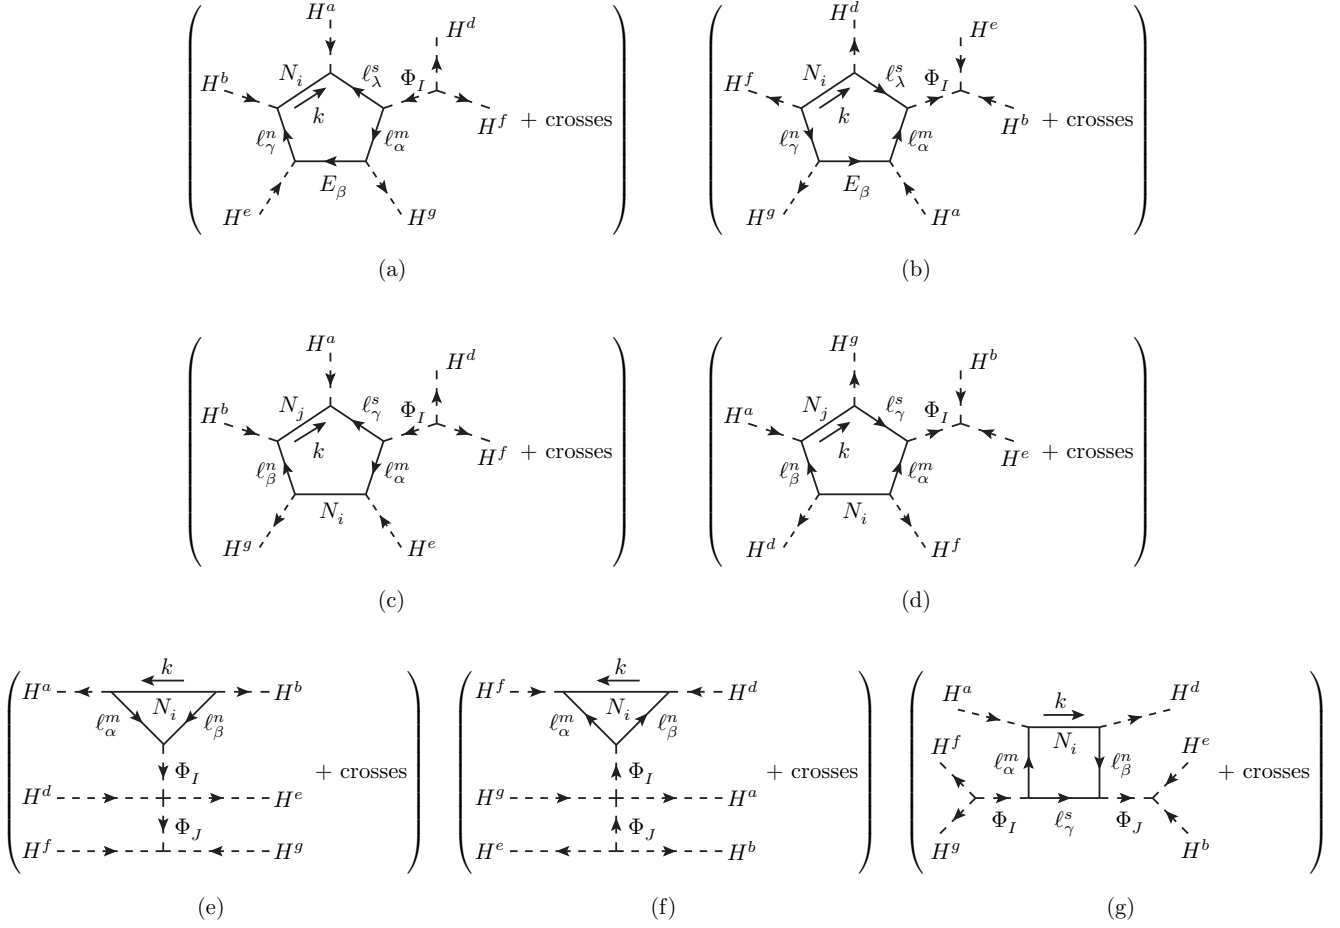 H^a H^d H^b N_i ℓ^s_λ Φ_I k H^f ℓ^n_γ ℓ^m_α E_β H^e H^g + crosses
(a)
H^d H^e H^f N_i ℓ^s_λ Φ_I k H^b ℓ^n_γ ℓ^m_α E_β H^g H^a + crosses
(b)
H^a H^d H^b N_j ℓ^s_γ Φ_I k H^f ℓ^n_β ℓ^m_α N_i H^g H^e + crosses
(c)
H^g H^b H^a N_j ℓ^s_γ Φ_I k H^e ℓ^n_β ℓ^m_α N_i H^d H^f + crosses
(d)
k
H^a N_i H^b
ℓ^m_α ℓ^n_β
Φ_I + crosses
H^d H^e
Φ_J
H^f H^g
(e)
k
H^f N_i H^d
ℓ^m_α ℓ^n_β
Φ_I + crosses
H^g H^a
Φ_J
H^e H^b
(f)
H^a k H^d
H^f N_i H^e
ℓ^m_α ℓ^n_β + crosses
Φ_I ℓ^s_γ Φ_J
H^g H^b
(g)